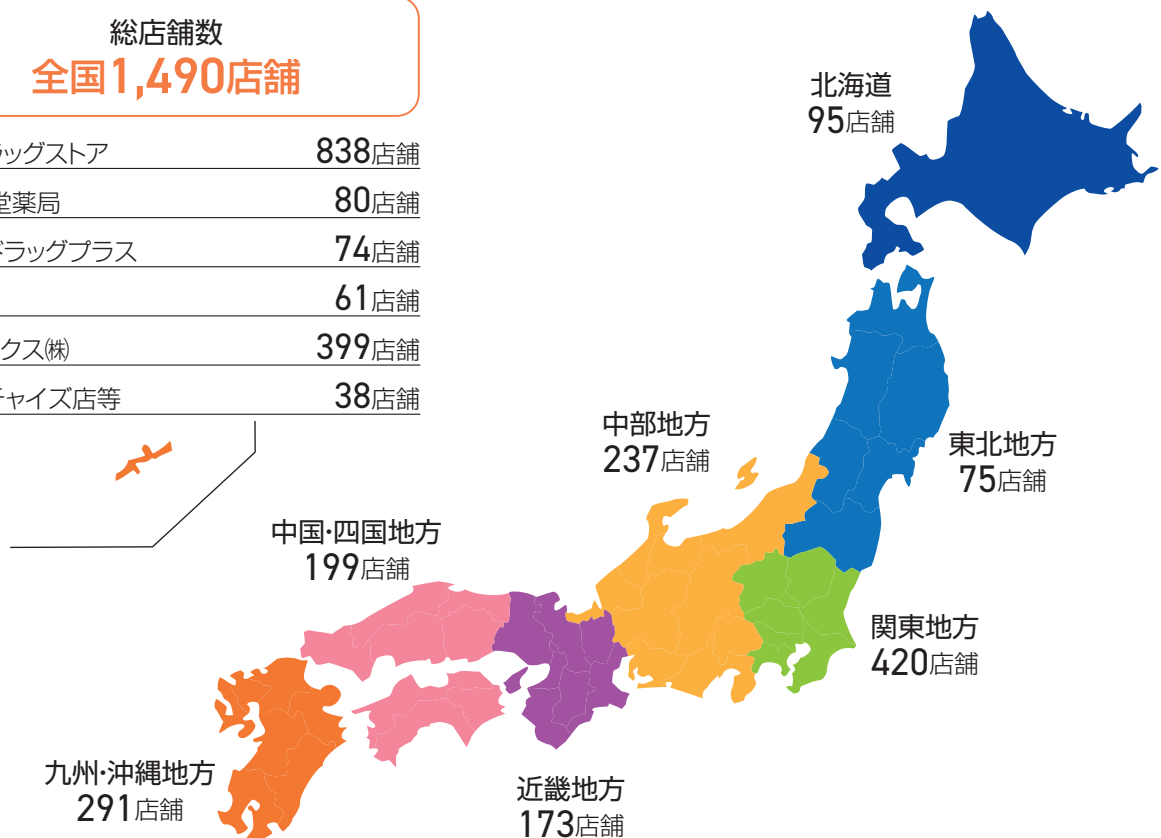 総店舗数
全国1,490店舗
ラッグストア 838店舗
堂薬局 80店舗
ドラッグプラス 74店舗
61店舗
クス㈱ 399店舗
チャイズ店等 38店舗
北海道
95店舗
中部地方
237店舗
東北地方
75店舗
中国・四国地方
199店舗
関東地方
420店舗
九州・沖縄地方
291店舗
近畿地方
173店舗